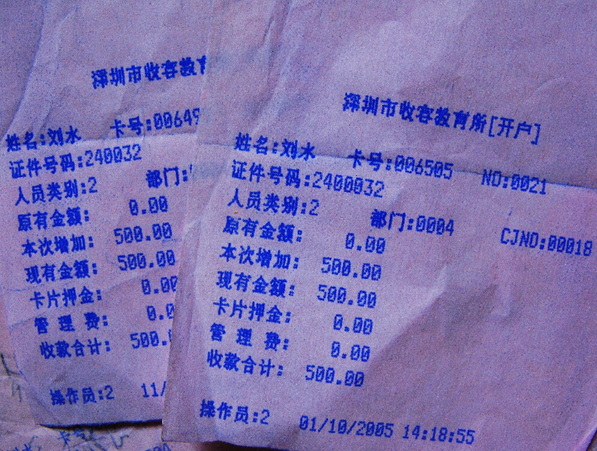 深圳市收容教育
姓名:刘水 卡号:00649
证件号码:240032
人员类别:2 部门:
原有金额: 0.00
本次增加: 500.00
现有金额: 500.00
卡片押金: 0.00
管 理 费: 0.0
收款合计: 500.
操作员:2 11/
深圳市收容教育所[开户]
姓名:刘水 卡号:006505 NO:0021
证件号码:2400032
人员类别:2 部门:0004 CJNO:00018
原有金额: 0.00
本次增加: 500.00
现有金额: 500.00
卡片押金: 0.00
管 理 费: 0.00
收款合计: 500.00
操作员:2 01/10/2005 14:18:55
卡号